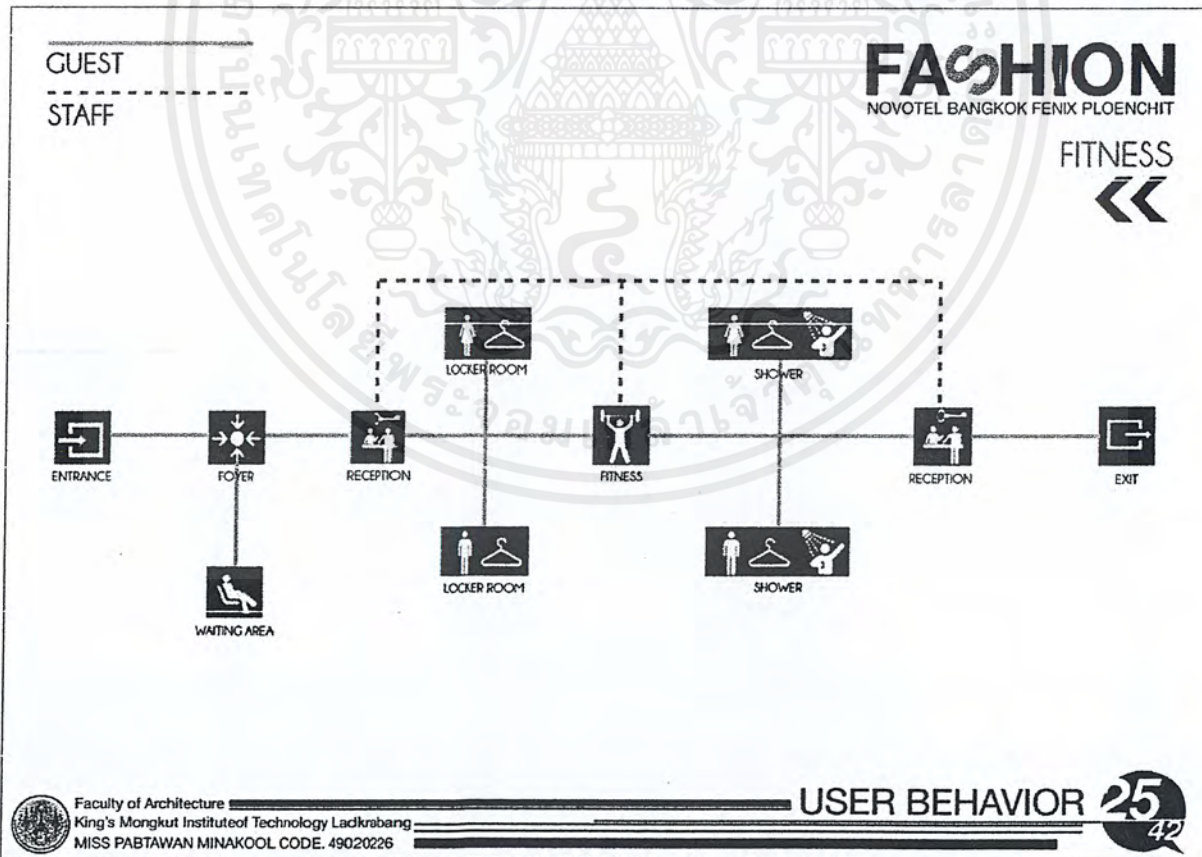 GUEST
STAFF
FASHION
NOVOTEL BANGKOK FENIX PLOENCHIT
FITNESS
LOCKER ROOM
SHOWER
ENTRANCE
FOYER
RECEPTION
FITNESS
RECEPTION
EXIT
LOCKER ROOM
SHOWER
WAITING AREA
Faculty of Architecture
King's Mongkut Instituteof Technology Ladkrabang
MISS PABTAWAN MINAKOOL CODE. 49020226
USER BEHAVIOR
25
42